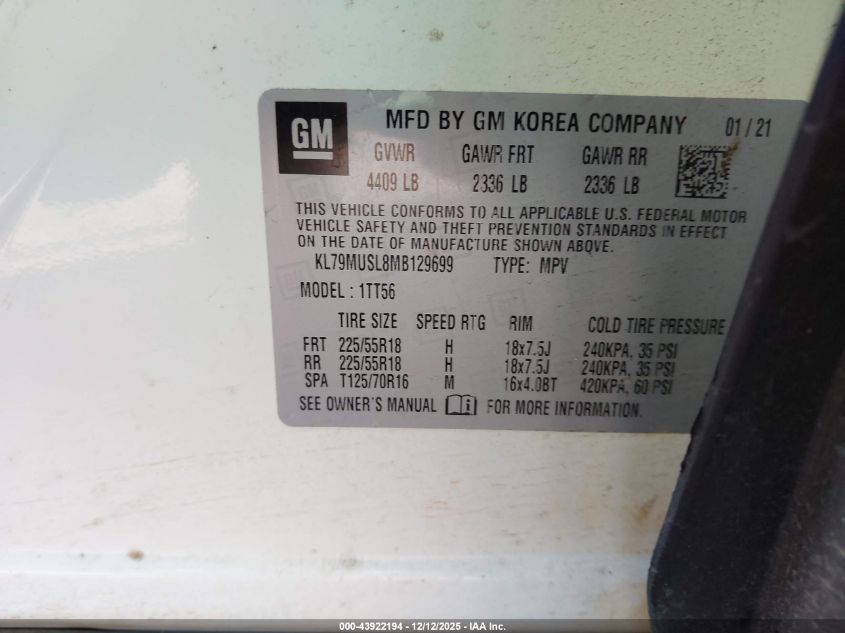 GM
MFD BY GM KOREA COMPANY 01 / 21
GVWR GAWR FRT GAWR RR
4409 LB 2336 LB 2336 LB
THIS VEHICLE CONFORMS TO ALL APPLICABLE U.S. FEDERAL MOTOR
VEHICLE SAFETY AND THEFT PREVENTION STANDARDS IN EFFECT
ON THE DATE OF MANUFACTURE SHOWN ABOVE.
KL79MUSL8MB129699 TYPE: MPV
MODEL : 1TT56
TIRE SIZE SPEED RTG RIM COLD TIRE PRESSURE
FRT 225/55R18 H 18x7.5J 240KPA, 35 PSI
RR 225/55R18 H 18x7.5J 240KPA, 35 PSI
SPA T125/70R16 M 16x4.0BT 420KPA, 60 PSI
SEE OWNER'S MANUAL i FOR MORE INFORMATION.
000-43922194 - 12/12/2025 - IAA Inc.